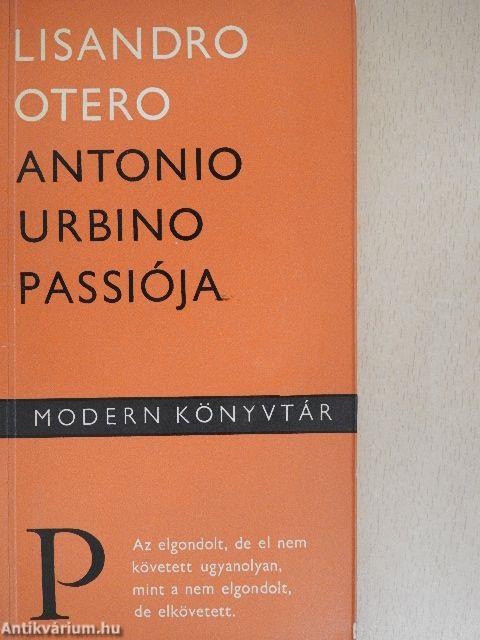 LISANDRO
OTERO
ANTONIO
URBINO
PASSIÓJA
MODERN KÖNYVTÁR
P
Az elgondolt, de el nem
követett ugyanolyan,
mint a nem elgondolt,
de elkövetett.
Antikvárium.hu